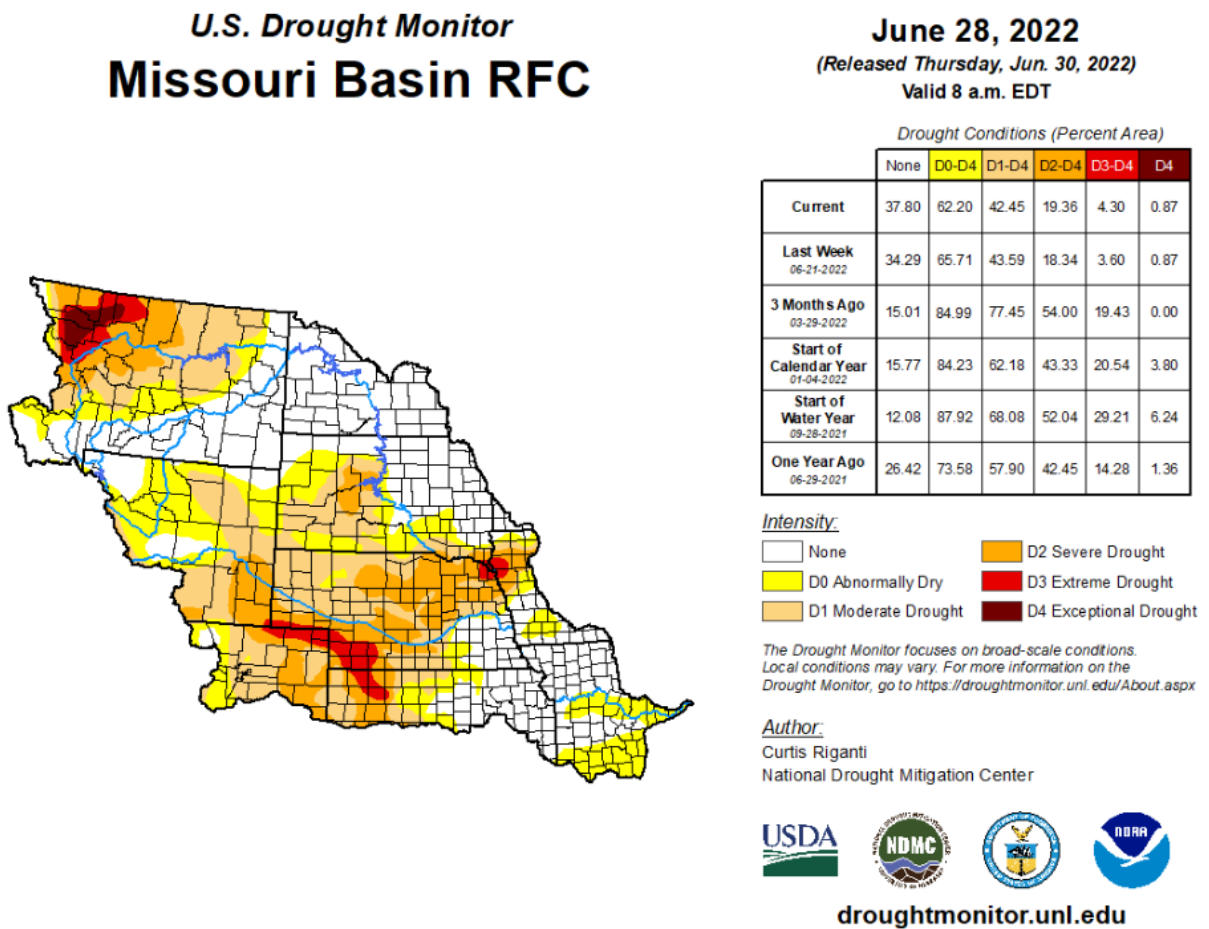 U.S. Drought Monitor
Missouri Basin RFC
June 28, 2022
(Released Thursday, Jun. 30, 2022)
Valid 8 a.m. EDT
Drought Conditions (Percent Area)
None D0-D4 D1-D4 D2-D4 D3-D4 D4
Current 37.80 62.20 42.45 19.36 4.30 0.87
Last Week 34.29 65.71 43.59 18.34 3.60 0.87
06-21-2022
3 Months Ago 15.01 84.99 77.45 54.00 19.43 0.00
03-29-2022
Start of
Calendar Year 15.77 84.23 62.18 43.33 20.54 3.80
01-04-2022
Start of
Water Year 12.08 87.92 68.08 52.04 29.21 6.24
09-28-2021
One Year Ago 26.42 73.58 57.90 42.45 14.28 1.36
06-29-2021
Intensity:
None
D0 Abnormally Dry
D1 Moderate Drought
D2 Severe Drought
D3 Extreme Drought
D4 Exceptional Drought
The Drought Monitor focuses on broad-scale conditions.
Local conditions may vary. For more information on the
Drought Monitor, go to https://droughtmonitor.unl.edu/About.aspx
Author:
Curtis Riganti
National Drought Mitigation Center
USDA
NDMC
NOAA
droughtmonitor.unl.edu